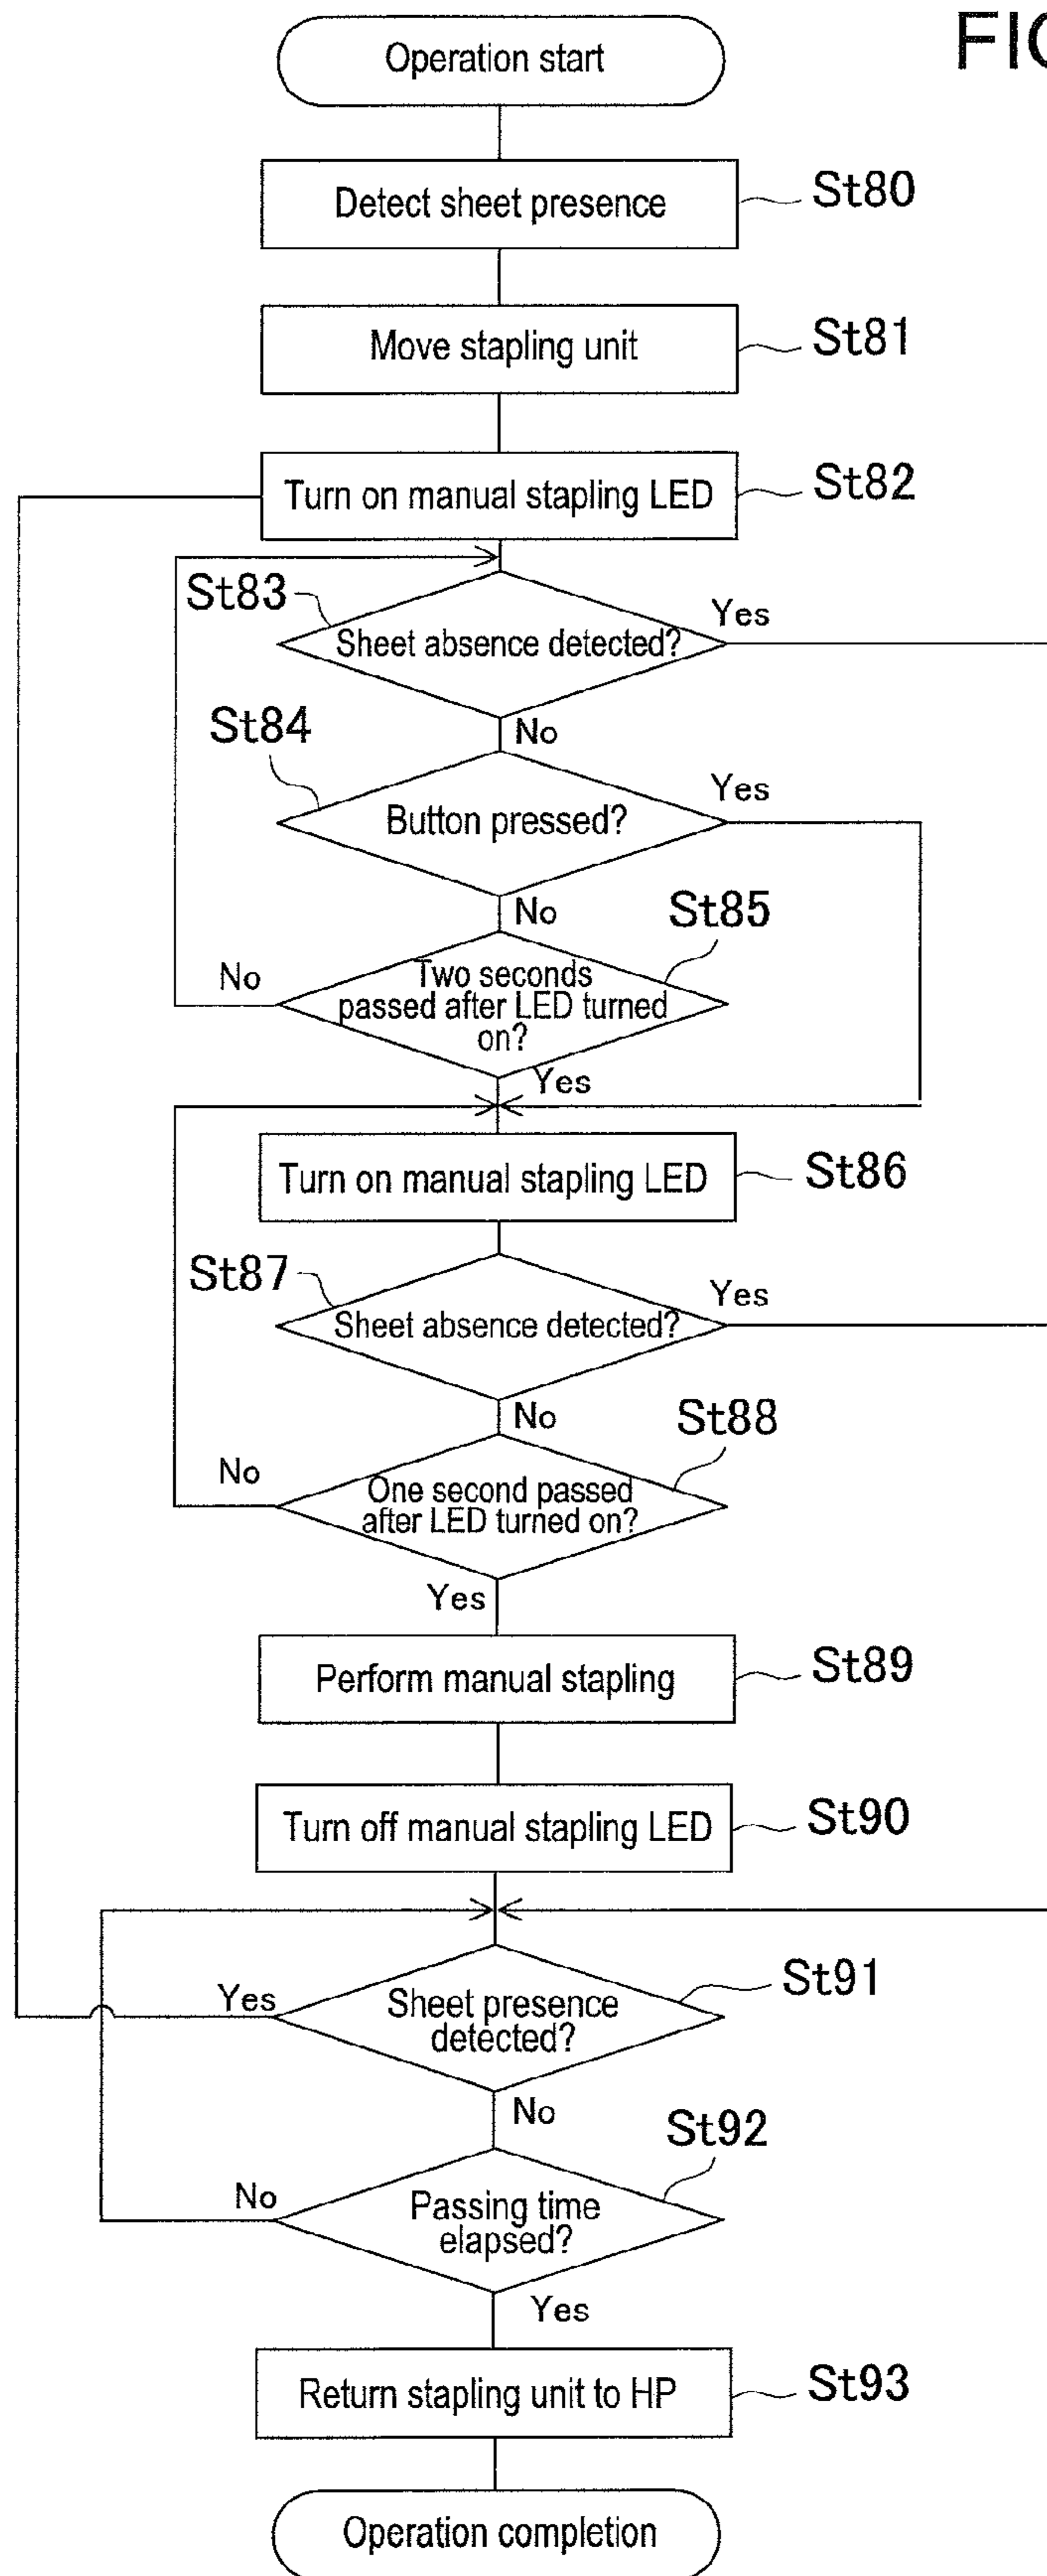 FIG
Operation start
Detect sheet presence
St80
Move stapling unit
St81
Turn on manual stapling LED
St82
St83
Sheet absence detected?
Yes
No
St84
Button pressed?
Yes
No
St85
Two seconds
passed after LED turned
on?
No
Yes
Turn on manual stapling LED
St86
St87
Sheet absence detected?
Yes
No
St88
One second passed
after LED turned on?
No
Yes
Perform manual stapling
St89
Turn off manual stapling LED
St90
Sheet presence
detected?
St91
Yes
No
St92
Passing time
elapsed?
No
Yes
Return stapling unit to HP
St93
Operation completion